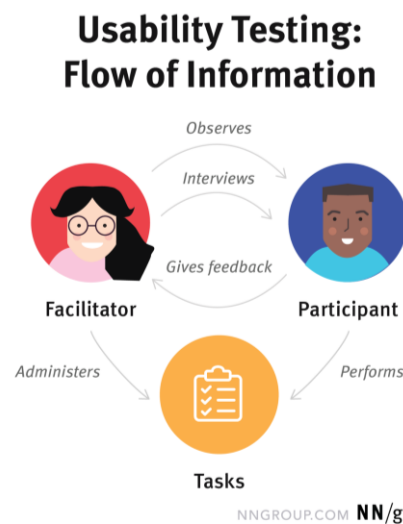 Usability Testing:
Flow of Information
Observes
Interviews
Gives feedback
Facilitator
Participant
Administers
Performs
Tasks
NNGROUP.COM NN/g